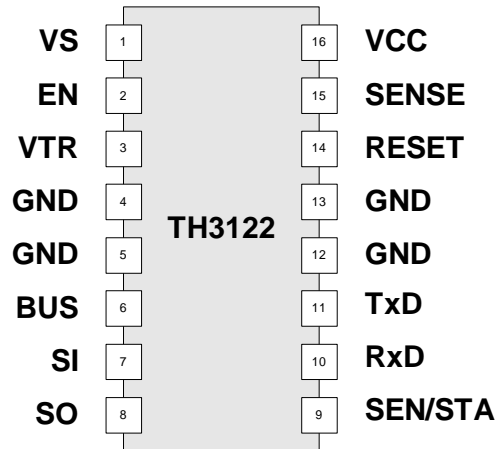 VS 1 16 VCC
EN 2 15 SENSE
VTR 3 14 RESET
GND 4 13 GND
TH3122
GND 5 12 GND
BUS 6 11 TxD
SI 7 10 RxD
SO 8 9 SEN/STA